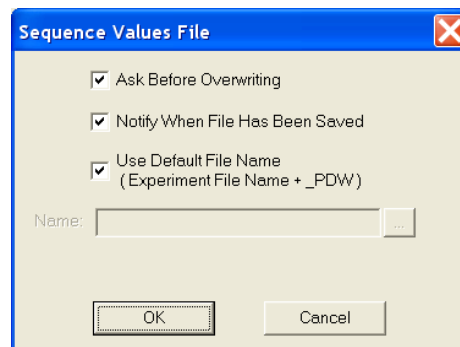 Sequence Values File
Ask Before Overwriting
Notify When File Has Been Saved
Use Default File Name
( Experiment File Name + _PDW )
Name:
...
OK Cancel